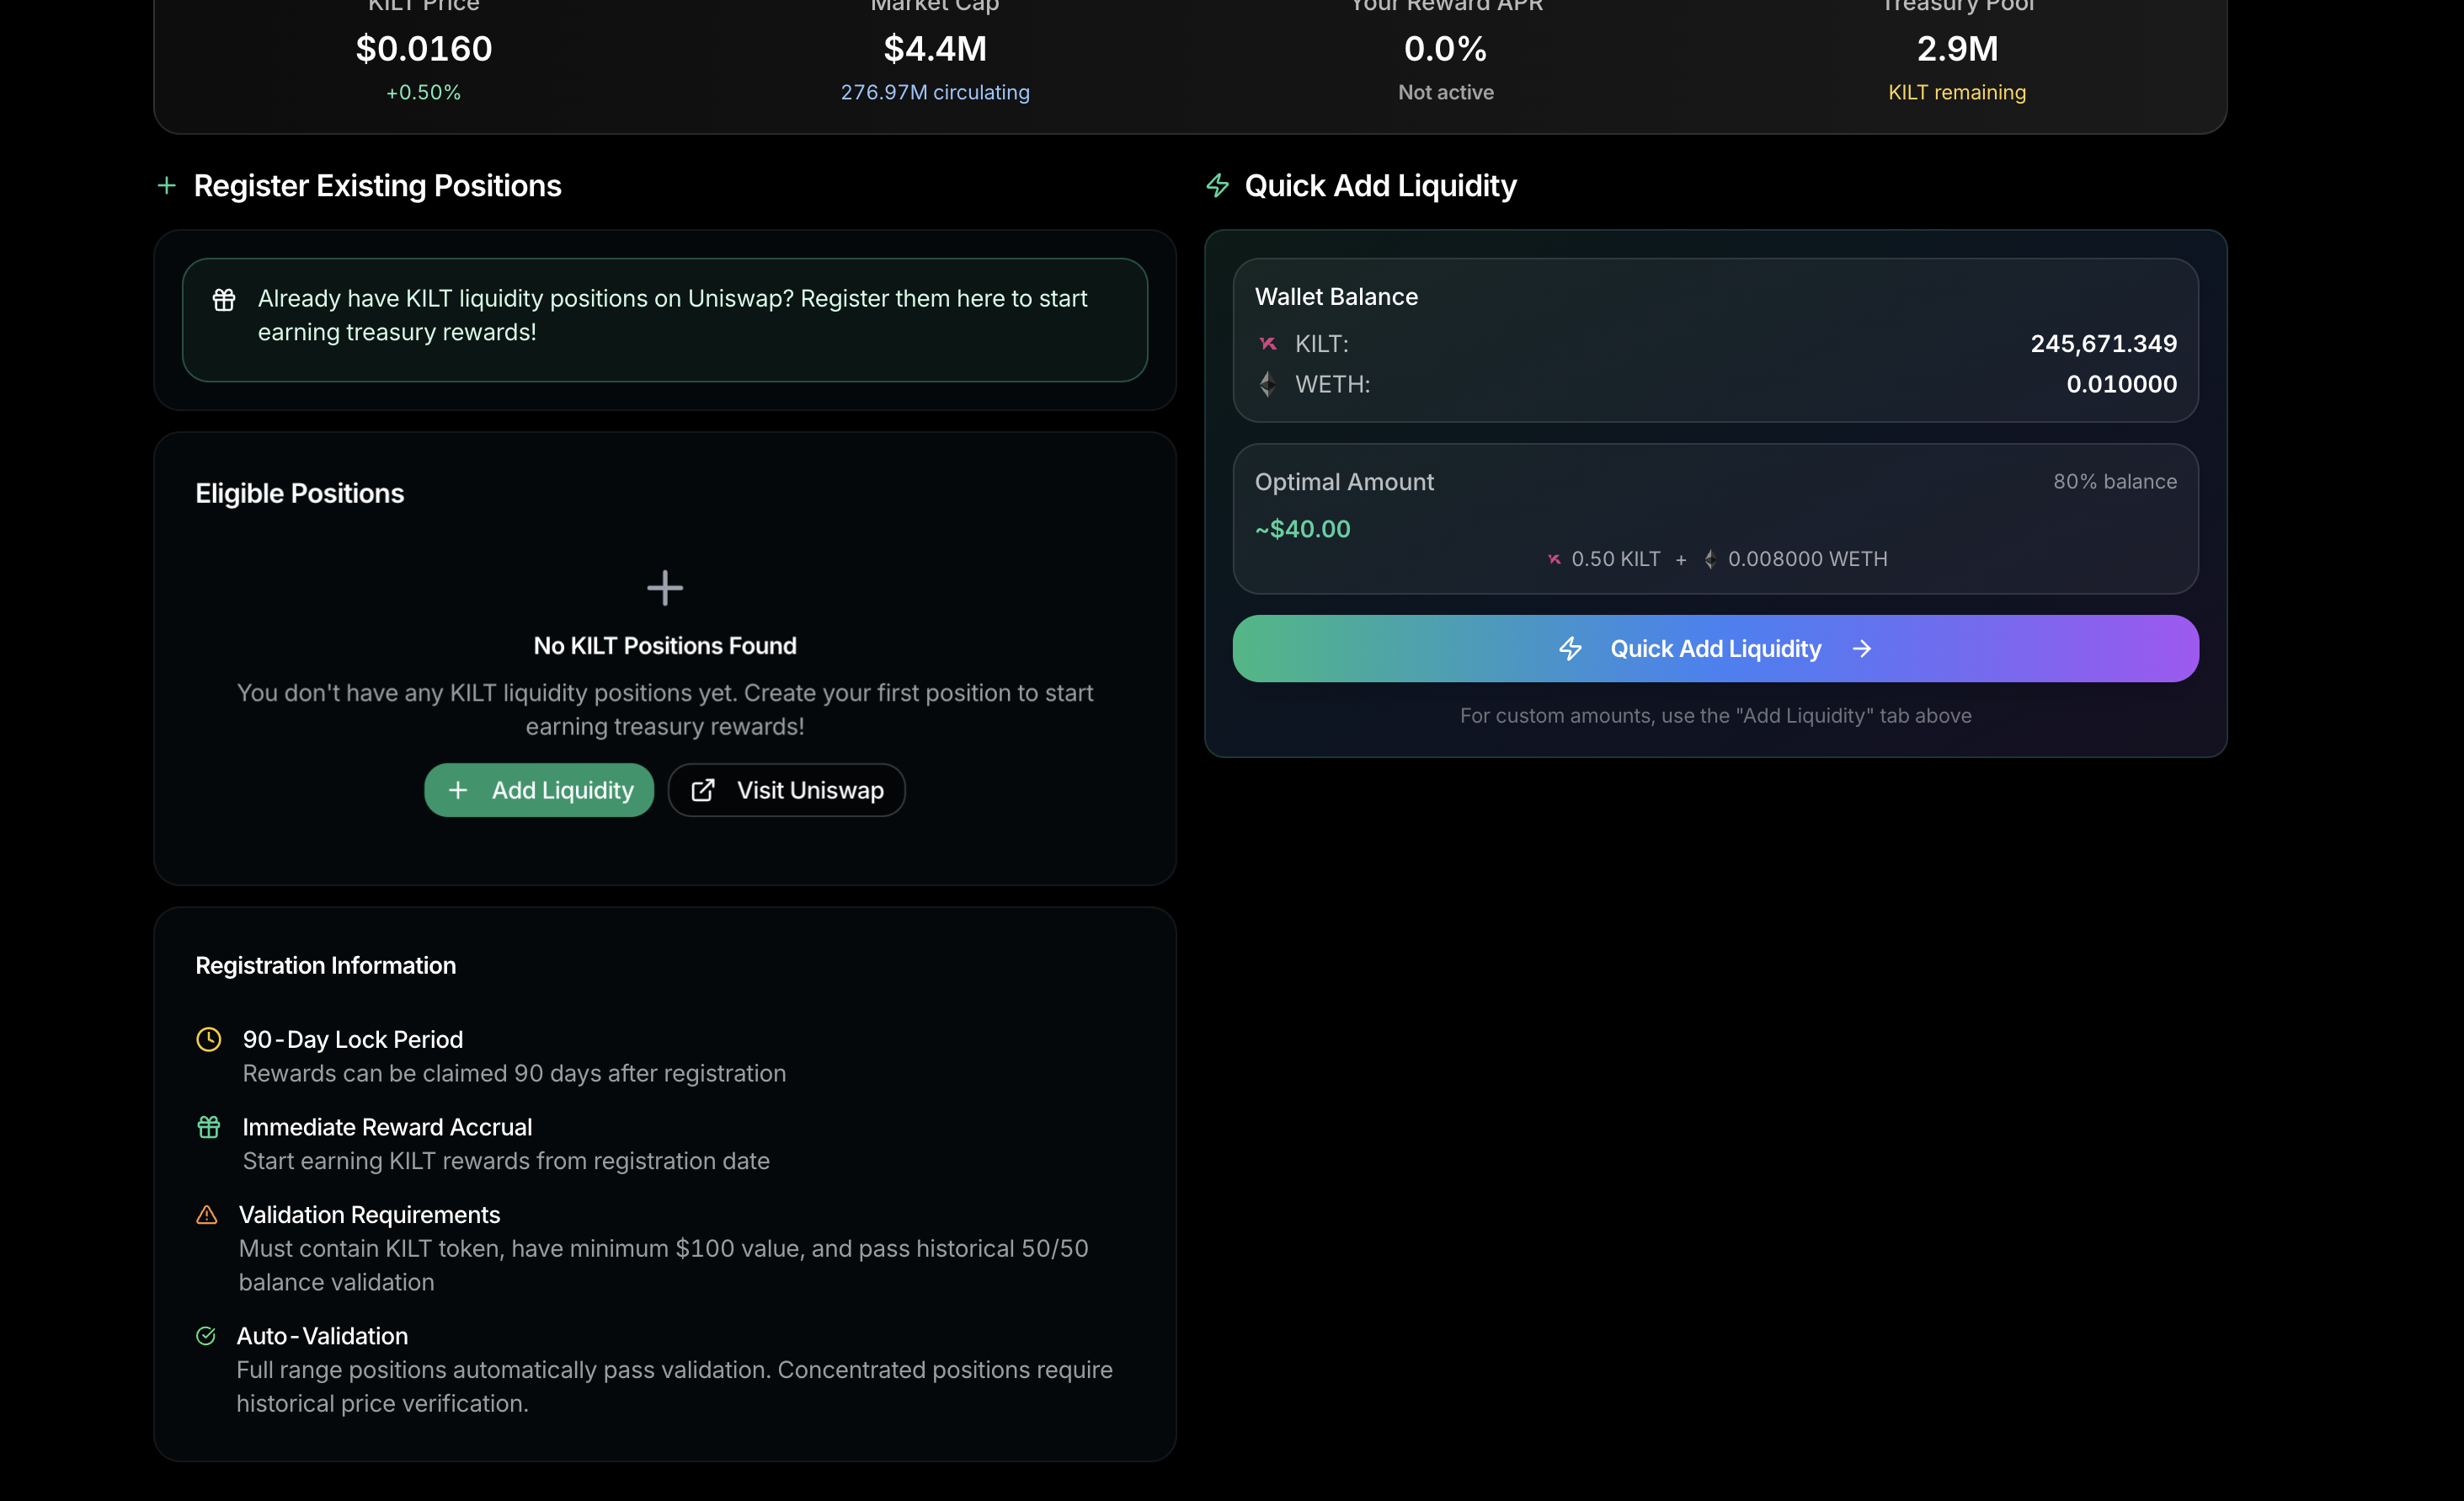 KILT Price
$0.0160
+0.50%
Market Cap
$4.4M
276.97M circulating
Your Reward APR
0.0%
Not active
Treasury Pool
2.9M
KILT remaining
Register Existing Positions
Already have KILT liquidity positions on Uniswap? Register them here to start
earning treasury rewards!
Eligible Positions
No KILT Positions Found
You don't have any KILT liquidity positions yet. Create your first position to start
earning treasury rewards!
Add Liquidity
Visit Uniswap
Registration Information
90-Day Lock Period
Rewards can be claimed 90 days after registration
Immediate Reward Accrual
Start earning KILT rewards from registration date
Validation Requirements
Must contain KILT token, have minimum $100 value, and pass historical 50/50
balance validation
Auto-Validation
Full range positions automatically pass validation. Concentrated positions require
historical price verification.
Quick Add Liquidity
Wallet Balance
KILT: 245,671.349
WETH: 0.010000
Optimal Amount 80% balance
~$40.00
0.50 KILT + 0.008000 WETH
Quick Add Liquidity
For custom amounts, use the "Add Liquidity" tab above